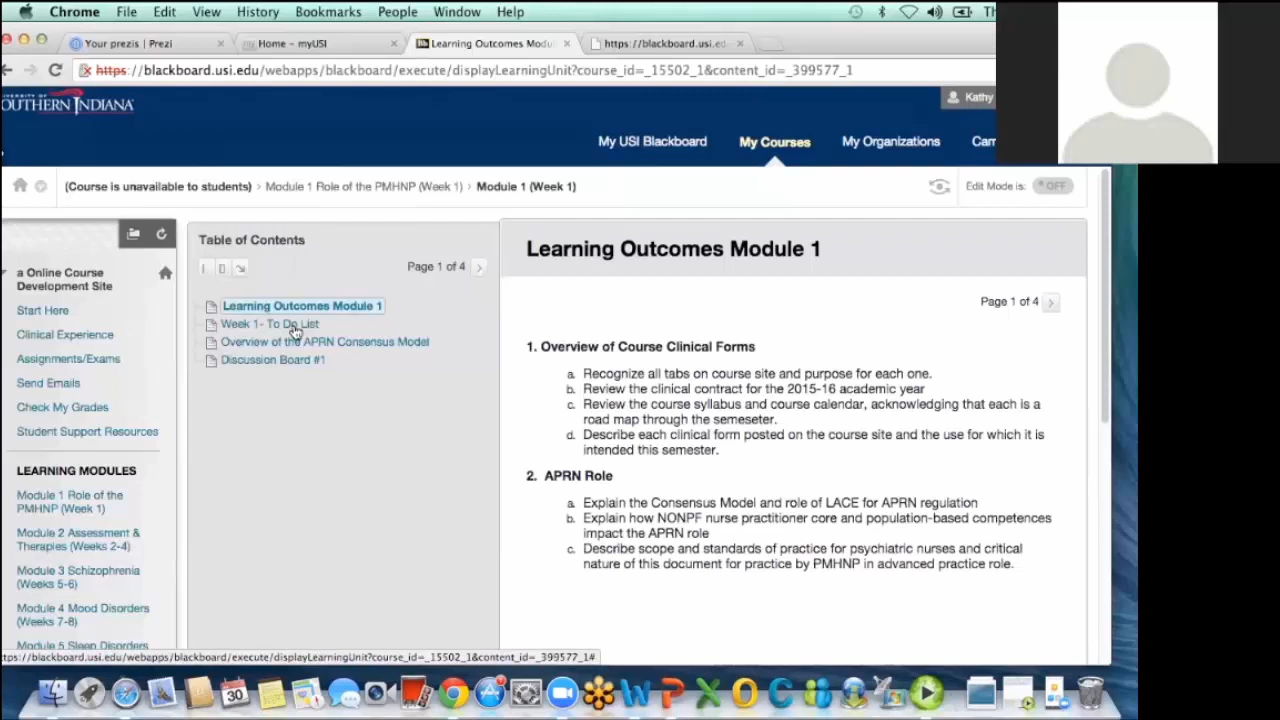 Chrome File Edit View History Bookmarks People Window Help Th
Your prezis | Prezi × Home - myUSI × Learning Outcomes Modu × https://blackboard.usi.ed ×
https://blackboard.usi.edu/webapps/blackboard/execute/displayLearningUnit?course_id=_15502_1&content_id=_399577_1
OUTHERN INDIANA
Kathy
My USI Blackboard My Courses My Organizations Cam
(Course is unavailable to students) > Module 1 Role of the PMHNP (Week 1) > Module 1 (Week 1) Edit Mode is: OFF
a Online Course
Development Site
Start Here
Clinical Experience
Assignments/Exams
Send Emails
Check My Grades
Student Support Resources
LEARNING MODULES
Module 1 Role of the
PMHNP (Week 1)
Module 2 Assessment &
Therapies (Weeks 2-4)
Module 3 Schizophrenia
(Weeks 5-6)
Module 4 Mood Disorders
(Weeks 7-8)
Module 5 Sleep Disorders
Table of Contents
Page 1 of 4 >
Learning Outcomes Module 1
Week 1- To Do List
Overview of the APRN Consensus Model
Discussion Board #1
Learning Outcomes Module 1
Page 1 of 4 >
1. Overview of Course Clinical Forms
a. Recognize all tabs on course site and purpose for each one.
b. Review the clinical contract for the 2015-16 academic year
c. Review the course syllabus and course calendar, acknowledging that each is a
road map through the semeseter.
d. Describe each clinical form posted on the course site and the use for which it is
intended this semester.
2. APRN Role
a. Explain the Consensus Model and role of LACE for APRN regulation
b. Explain how NONPF nurse practitioner core and population-based competences
impact the APRN role
c. Describe scope and standards of practice for psychiatric nurses and critical
nature of this document for practice by PMHNP in advanced practice role.
tps://blackboard.usi.edu/webapps/blackboard/execute/displayLearningUnit?course_id=_15502_1&content_id=_399577_1#
30